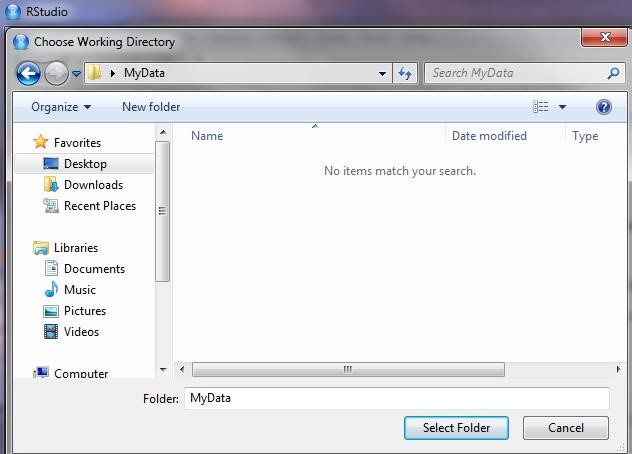 RStudio
Choose Working Directory
MyData
Search MyData
Organize
New folder
Name
Date modified
Type
No items match your search.
Favorites
Desktop
Downloads
Recent Places
Libraries
Documents
Music
Pictures
Videos
Computer
Folder: MyData
Select Folder
Cancel